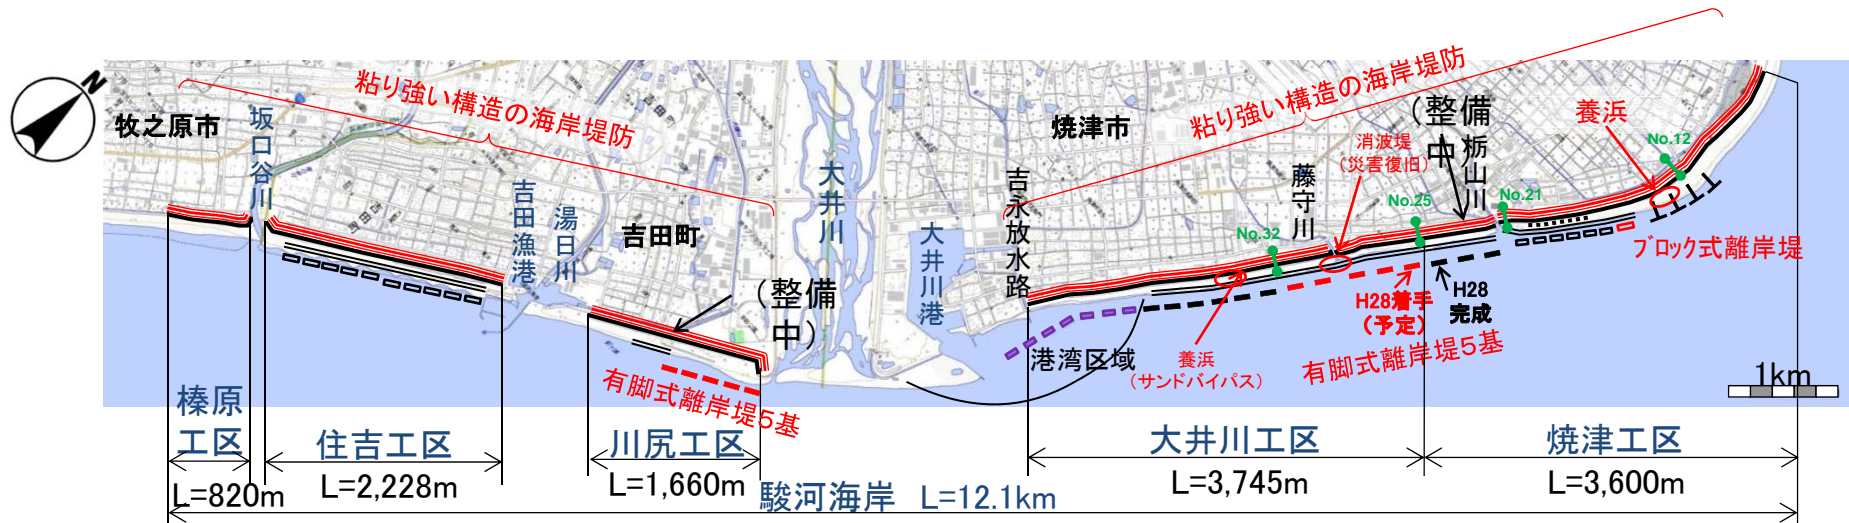 N
粘り強い構造の海岸堤防
粘り強い構造の海岸堤防
牧之原市
坂口谷川
吉田漁港
湯日川
吉田町
(整備中)
大井川
大井川港
焼津市
吉永放水路
藤守川
消波堤
(災害復旧)
(整備中)
栃山川
養浜
No.12
No.21
No.25
No.32
ブロック式離岸堤
H28着手
(予定)
H28
完成
有脚式離岸堤5基
有脚式離岸堤5基
港湾区域
養浜
(サンドバイパス)
1km
榛原
工区
住吉工区
川尻工区
大井川工区
焼津工区
L=820m
L=2,228m
L=1,660m
L=3,745m
L=3,600m
駿河海岸 L=12.1km